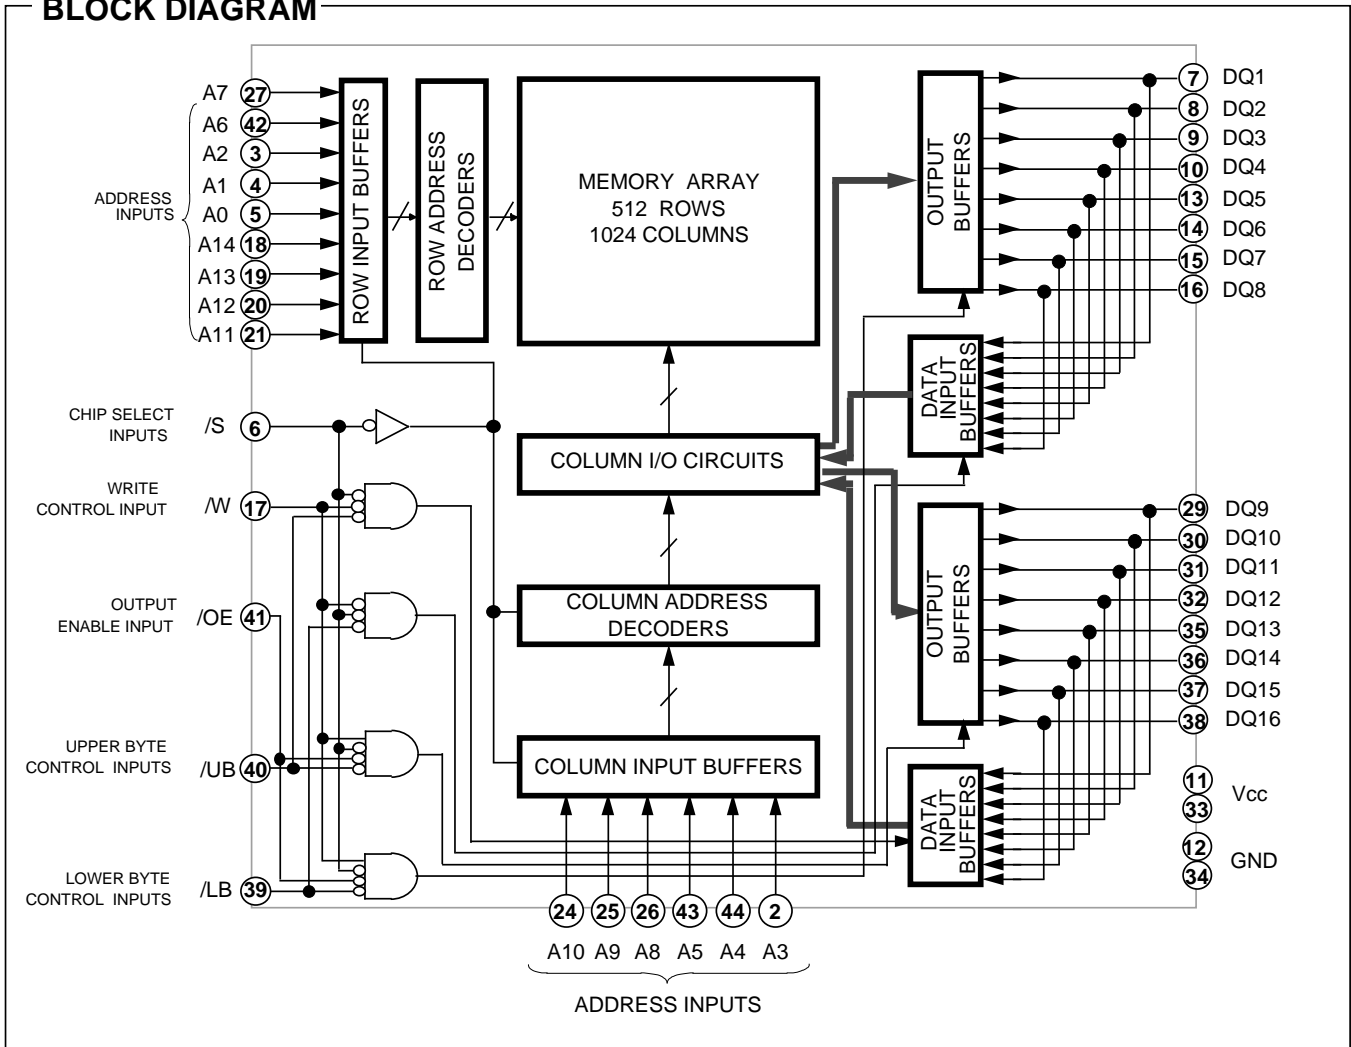 BLOCK DIAGRAM
ADDRESS
INPUTS
A7 27
A6 42
A2 3
A1 4
A0 5
A14 18
A13 19
A12 20
A11 21
ROW INPUT BUFFERS
ROW ADDRESS
DECODERS
MEMORY ARRAY
512 ROWS
1024 COLUMNS
OUTPUT
BUFFERS
7 DQ1
8 DQ2
9 DQ3
10 DQ4
13 DQ5
14 DQ6
15 DQ7
16 DQ8
DATA
INPUT
BUFFERS
CHIP SELECT
INPUTS
/S 6
WRITE
CONTROL INPUT
/W 17
OUTPUT
ENABLE INPUT
/OE 41
UPPER BYTE
CONTROL INPUTS
/UB 40
LOWER BYTE
CONTROL INPUTS
/LB 39
COLUMN I/O CIRCUITS
COLUMN ADDRESS
DECODERS
COLUMN INPUT BUFFERS
OUTPUT
BUFFERS
29 DQ9
30 DQ10
31 DQ11
32 DQ12
35 DQ13
36 DQ14
37 DQ15
38 DQ16
DATA
INPUT
BUFFERS
11
33
Vcc
12
34
GND
24 25 26 43 44 2
A10 A9 A8 A5 A4 A3
ADDRESS INPUTS